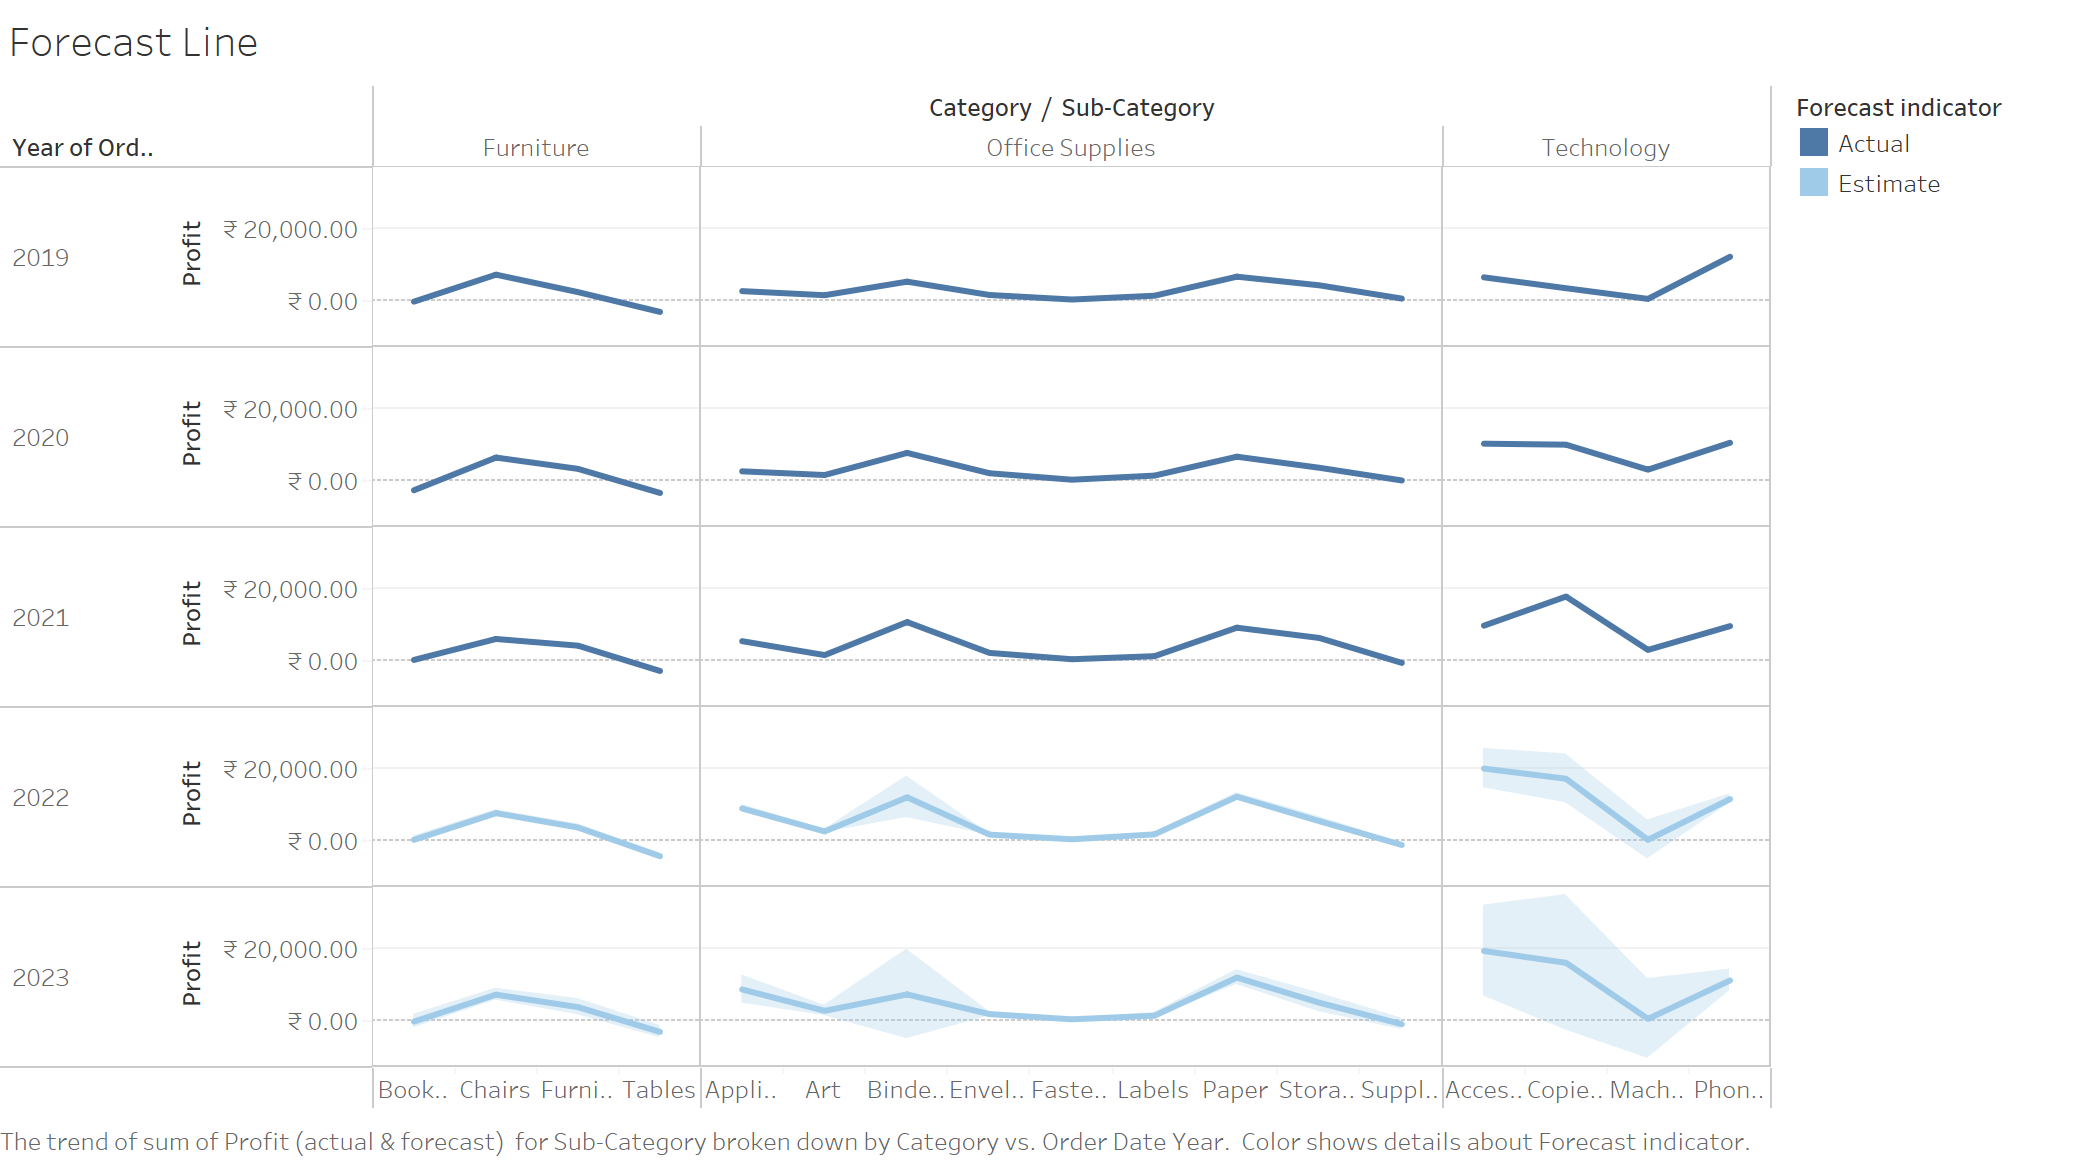 Forecast Line
Category / Sub-Category
Year of Ord..
Furniture
Office Supplies
Technology
Forecast indicator
Actual
Estimate
2019
Profit
₹ 20,000.00
₹ 0.00
2020
Profit
₹ 20,000.00
₹ 0.00
2021
Profit
₹ 20,000.00
₹ 0.00
2022
Profit
₹ 20,000.00
₹ 0.00
2023
Profit
₹ 20,000.00
₹ 0.00
Book.. Chairs Furni.. Tables Appli.. Art Binde.. Envel.. Faste.. Labels Paper Stora.. Suppl.. Acces.. Copie.. Mach.. Phon..
The trend of sum of Profit (actual & forecast)  for Sub-Category broken down by Category vs. Order Date Year.  Color shows details about Forecast indicator.